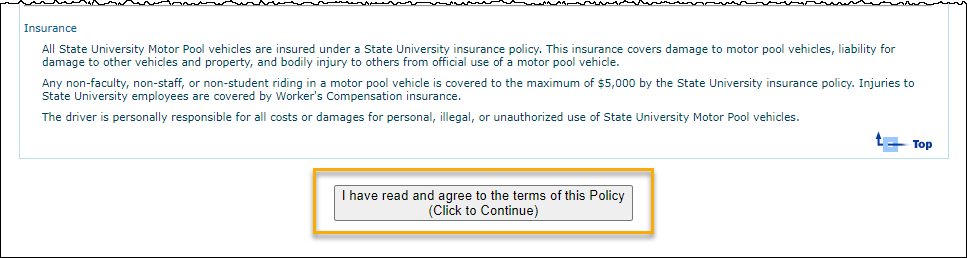 Insurance
All State University Motor Pool vehicles are insured under a State University insurance policy. This insurance covers damage to motor pool vehicles, liability for
damage to other vehicles and property, and bodily injury to others from official use of a motor pool vehicle.
Any non-faculty, non-staff, or non-student riding in a motor pool vehicle is covered to the maximum of $5,000 by the State University insurance policy. Injuries to
State University employees are covered by Worker's Compensation insurance.
The driver is personally responsible for all costs or damages for personal, illegal, or unauthorized use of State University Motor Pool vehicles.
Top
I have read and agree to the terms of this Policy
(Click to Continue)